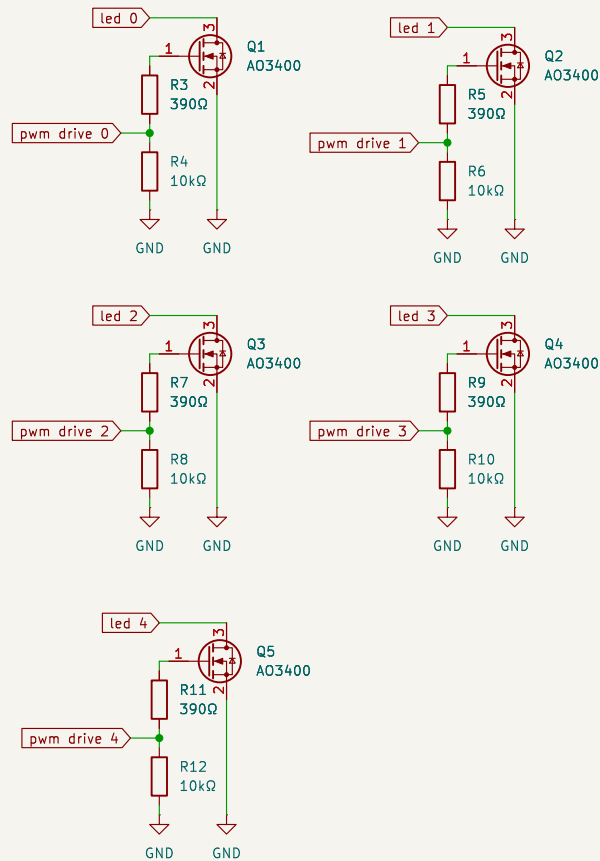 led 0
3
1
Q1
AO3400
2
R3
390Ω
pwm drive 0
R4
10kΩ
GND
GND
led 1
3
1
Q2
AO3400
2
R5
390Ω
pwm drive 1
R6
10kΩ
GND
GND
led 2
3
1
Q3
AO3400
2
R7
390Ω
pwm drive 2
R8
10kΩ
GND
GND
led 3
3
1
Q4
AO3400
2
R9
390Ω
pwm drive 3
R10
10kΩ
GND
GND
led 4
3
1
Q5
AO3400
2
R11
390Ω
pwm drive 4
R12
10kΩ
GND
GND